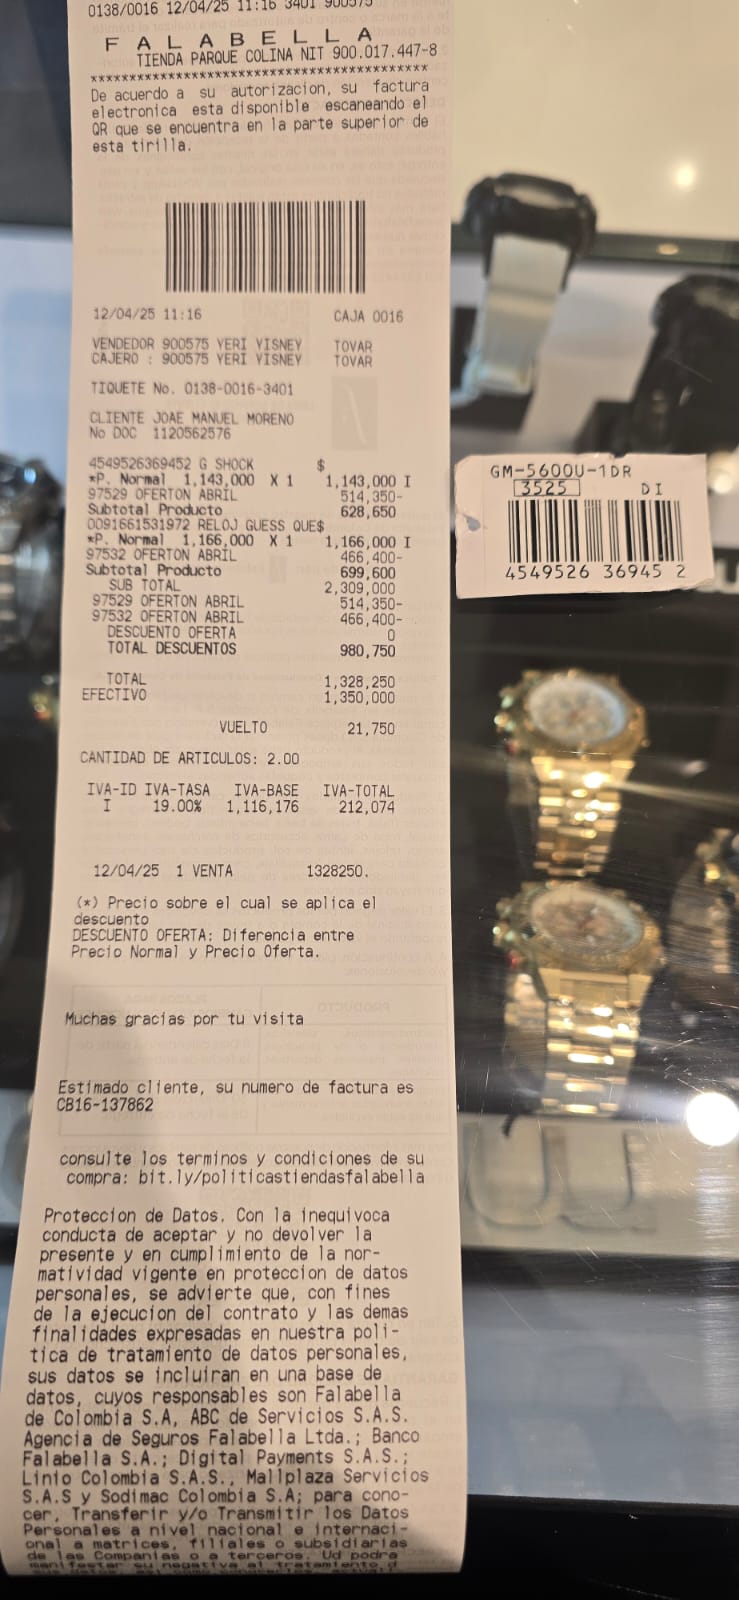 0138/0016 12/04/25 11:16 3401 900575
F A L A B E L L A
TIENDA PARQUE COLINA NIT 900.017.447-8
****************************************
De acuerdo a su autorizacion, su factura
electronica esta disponible escaneando el
QR que se encuentra en la parte superior de
esta tirilla.
12/04/25 11:16 CAJA 0016
VENDEDOR 900575 YERI YISNEY TOVAR
CAJERO : 900575 YERI YISNEY TOVAR
TIQUETE No. 0138-0016-3401
CLIENTE JOAE MANUEL MORENO
No DOC 1120562576
4549526369452 G SHOCK $
*P. Normal 1,143,000 X 1 1,143,000 I
97529 OFERTON ABRIL 514,350-
Subtotal Producto 628,650
0091661531972 RELOJ GUESS QUE$
*P. Normal 1,166,000 X 1 1,166,000 I
97532 OFERTON ABRIL 466,400-
Subtotal Producto 699,600
SUB TOTAL 2,309,000
97529 OFERTON ABRIL 514,350-
97532 OFERTON ABRIL 466,400-
DESCUENTO OFERTA 0
TOTAL DESCUENTOS 980,750
TOTAL 1,328,250
EFECTIVO 1,350,000
VUELTO 21,750
CANTIDAD DE ARTICULOS: 2.00
IVA-ID IVA-TASA IVA-BASE IVA-TOTAL
I 19.00% 1,116,176 212,074
12/04/25 1 VENTA 1328250.
(*) Precio sobre el cual se aplica el
descuento
DESCUENTO OFERTA: Diferencia entre
Precio Normal y Precio Oferta.
Muchas gracias por tu visita
Estimado cliente, su numero de factura es
CB16-137862
consulte los terminos y condiciones de su
compra: bit.ly/politicastiendasfalabella
Proteccion de Datos. Con la inequivoca
conducta de aceptar y no devolver la
presente y en cumplimiento de la nor-
matividad vigente en proteccion de datos
personales, se advierte que, con fines
de la ejecucion del contrato y las demas
finalidades expresadas en nuestra poli-
tica de tratamiento de datos personales,
sus datos se incluiran en una base de
datos, cuyos responsables son Falabella
de Colombia S.A, ABC de Servicios S.A.S.
Agencia de Seguros Falabella Ltda.; Banco
Falabella S.A.; Digital Payments S.A.S.;
Linio Colombia S.A.S., Mallplaza Servicios
S.A.S y Sodimac Colombia S.A; para cono-
cer, Transferir y/o Transmitir los Datos
Personales a nivel nacional e internaci-
onal a matrices, filiales o subsidiarias
de las Companias o a terceros. Ud podra
manifestar su negativa al tratamiento d
GM-5600U-1DR
3525 DI
4549526 36945 2